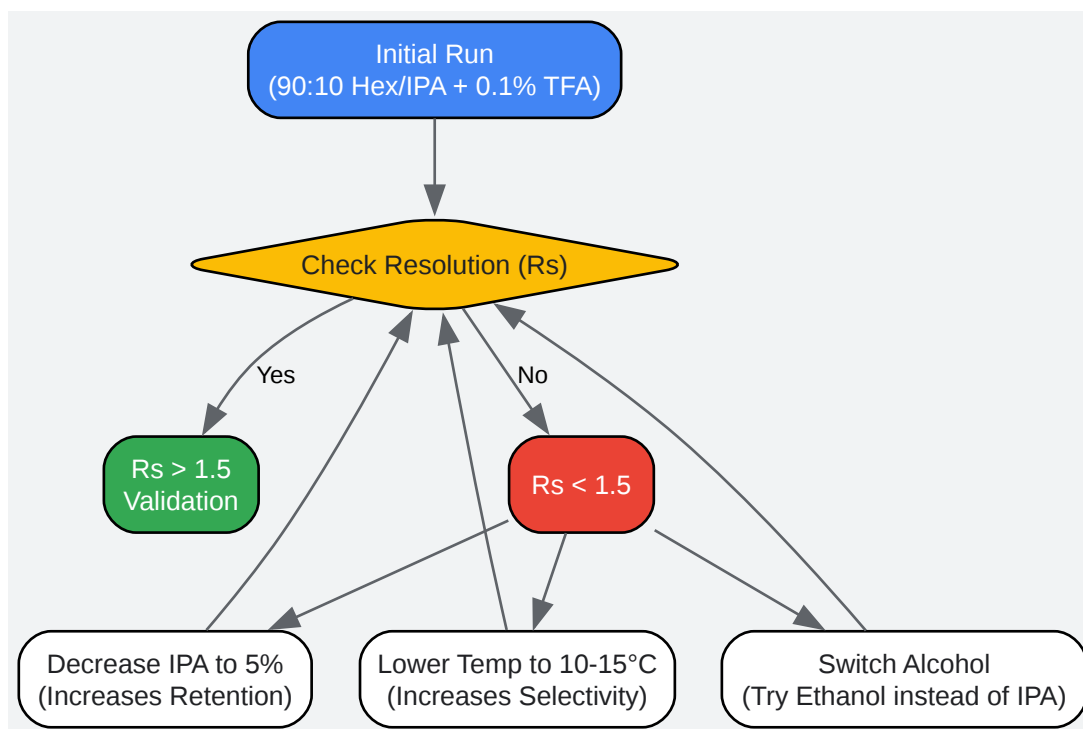 Initial Run
(90:10 Hex/IPA + 0.1% TFA)
Check Resolution (Rs)
Yes
No
Rs > 1.5
Validation
Rs < 1.5
Decrease IPA to 5%
(Increases Retention)
Lower Temp to 10-15°C
(Increases Selectivity)
Switch Alcohol
(Try Ethanol instead of IPA)